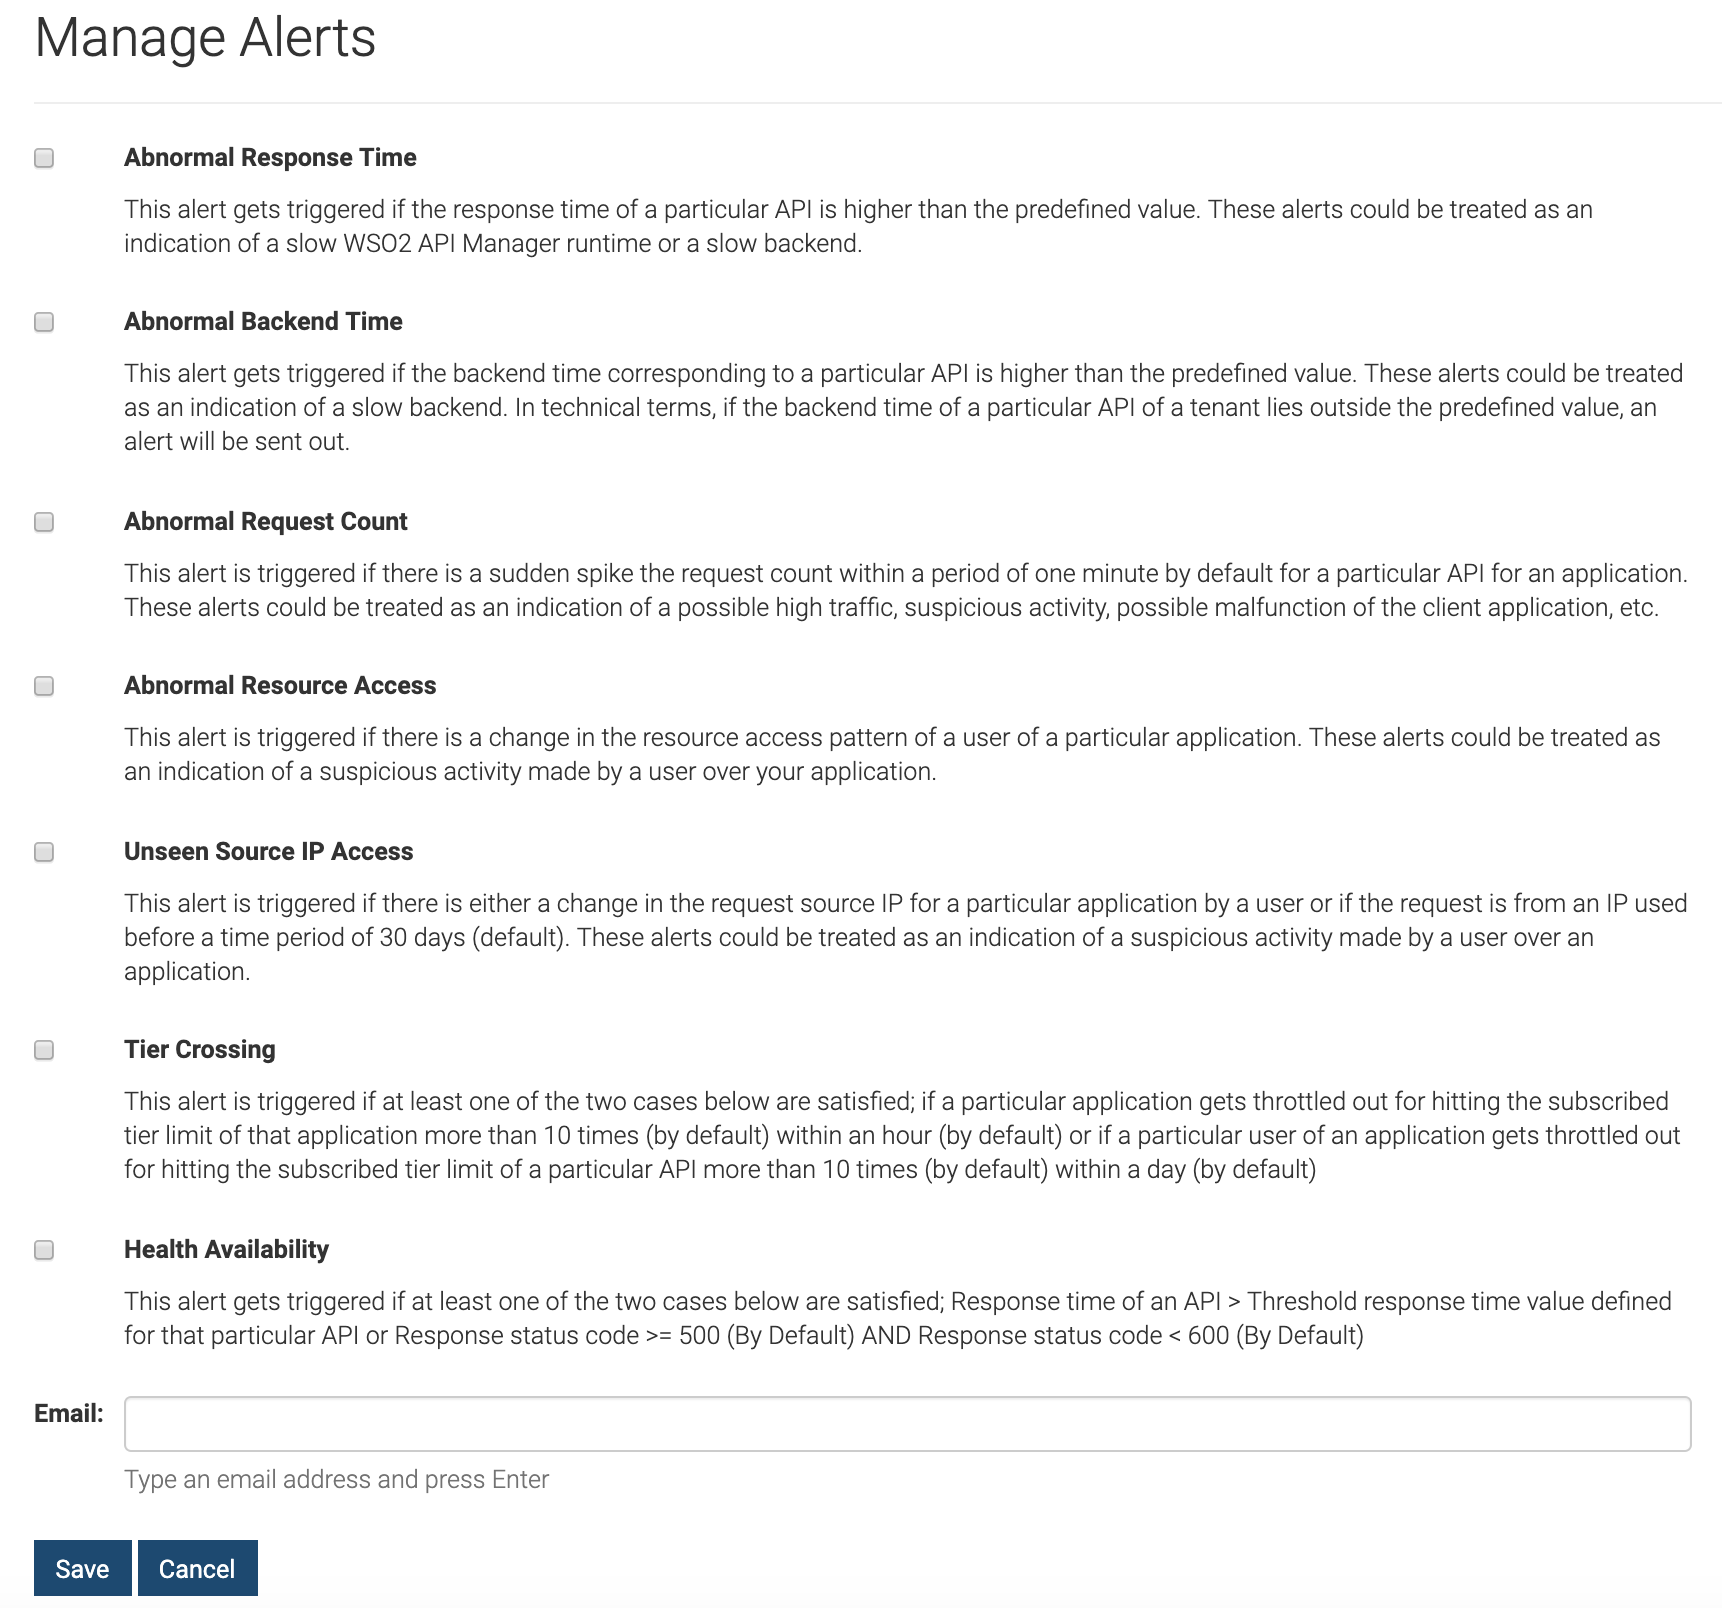 Manage Alerts
Abnormal Response Time
This alert gets triggered if the response time of a particular API is higher than the predefined value. These alerts could be treated as an
indication of a slow WSO2 API Manager runtime or a slow backend.
Abnormal Backend Time
This alert gets triggered if the backend time corresponding to a particular API is higher than the predefined value. These alerts could be treated
as an indication of a slow backend. In technical terms, if the backend time of a particular API of a tenant lies outside the predefined value, an
alert will be sent out.
Abnormal Request Count
This alert is triggered if there is a sudden spike the request count within a period of one minute by default for a particular API for an application.
These alerts could be treated as an indication of a possible high traffic, suspicious activity, possible malfunction of the client application, etc.
Abnormal Resource Access
This alert is triggered if there is a change in the resource access pattern of a user of a particular application. These alerts could be treated as
an indication of a suspicious activity made by a user over your application.
Unseen Source IP Access
This alert is triggered if there is either a change in the request source IP for a particular application by a user or if the request is from an IP used
before a time period of 30 days (default). These alerts could be treated as an indication of a suspicious activity made by a user over an
application.
Tier Crossing
This alert is triggered if at least one of the two cases below are satisfied; if a particular application gets throttled out for hitting the subscribed
tier limit of that application more than 10 times (by default) within an hour (by default) or if a particular user of an application gets throttled out
for hitting the subscribed tier limit of a particular API more than 10 times (by default) within a day (by default)
Health Availability
This alert gets triggered if at least one of the two cases below are satisfied; Response time of an API > Threshold response time value defined
for that particular API or Response status code >= 500 (By Default) AND Response status code < 600 (By Default)
Email:
Type an email address and press Enter
Save Cancel